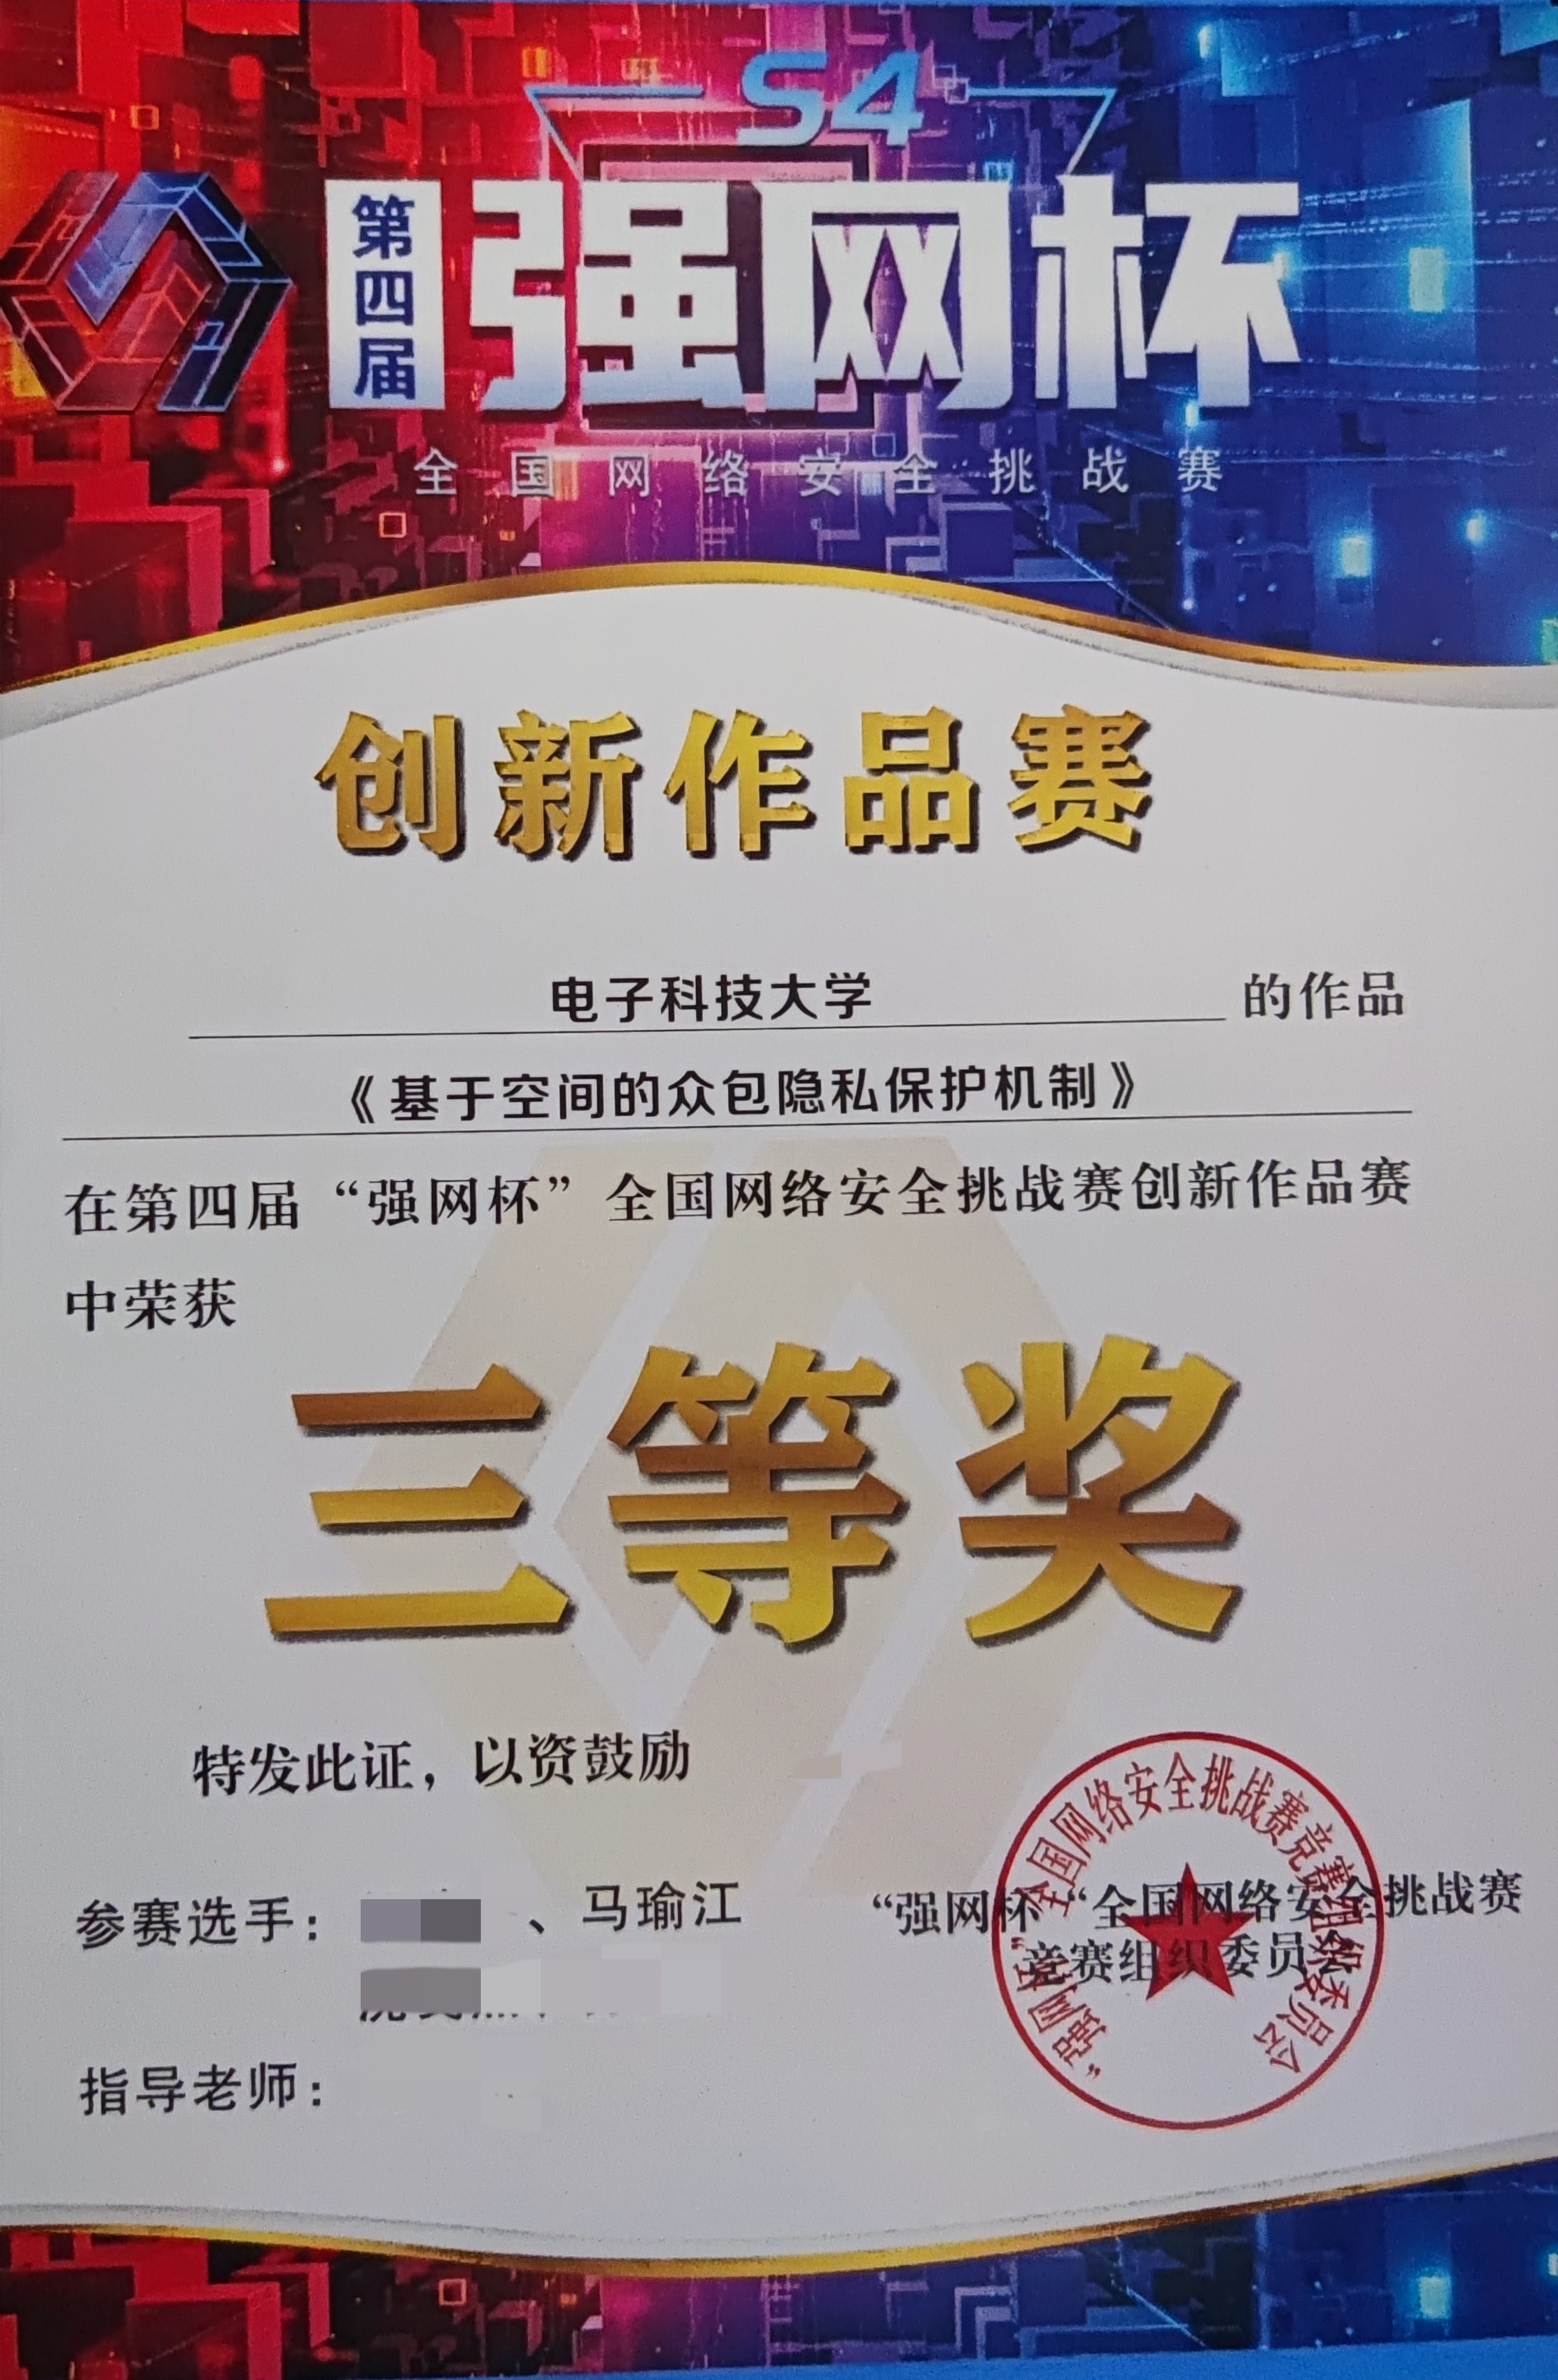 S4
第四届
强网杯
全国网络安全挑战赛
创新作品赛
电子科技大学 的作品
《基于空间的众包隐私保护机制》
在第四届“强网杯”全国网络安全挑战赛创新作品赛
中荣获
三等奖
特发此证，以资鼓励
参赛选手： 、马瑜江
指导老师：
“强网杯“全国网络安全挑战赛
竞赛组织委员会
“强网杯”全国网络安全挑战赛竞赛组织委员会